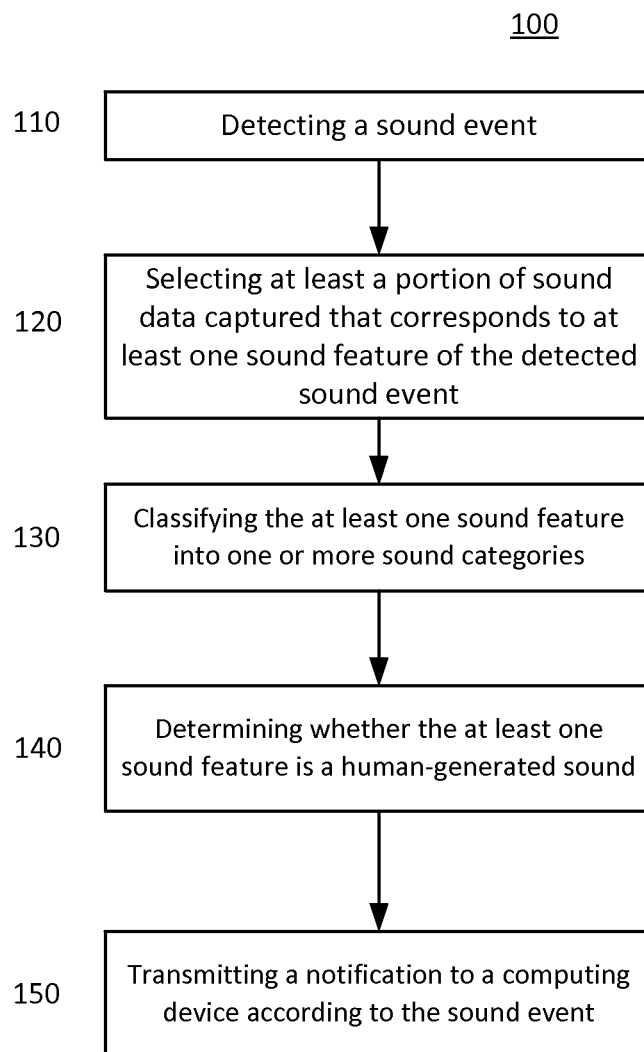 100
110
Detecting a sound event
120
Selecting at least a portion of sound
data captured that corresponds to at
least one sound feature of the detected
sound event
130
Classifying the at least one sound feature
into one or more sound categories
140
Determining whether the at least one
sound feature is a human-generated sound
150
Transmitting a notification to a computing
device according to the sound event